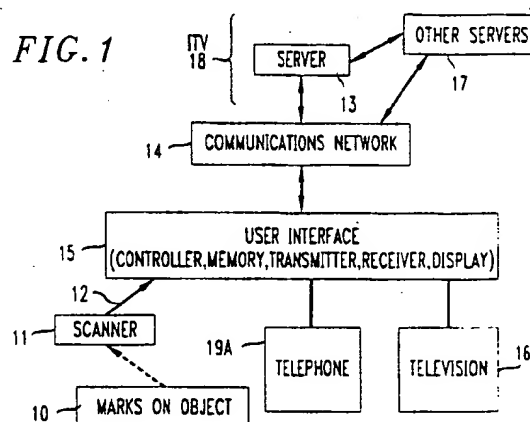 FIG. 1
ITV
18
SERVER
13
OTHER SERVERS
17
14
COMMUNICATIONS NETWORK
15
USER INTERFACE
(CONTROLLER,MEMORY,TRANSMITTER,RECEIVER,DISPLAY)
12
11
SCANNER
19A
TELEPHONE
TELEVISION
16
10
MARKS ON OBJECT